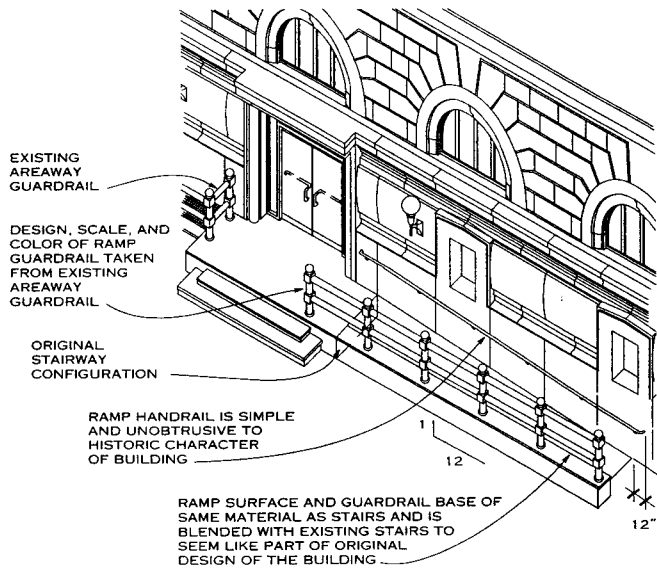 EXISTING
AREAWAY
GUARDRAIL
DESIGN, SCALE, AND
COLOR OF RAMP
GUARDRAIL TAKEN
FROM EXISTING
AREAWAY
GUARDRAIL
ORIGINAL
STAIRWAY
CONFIGURATION
RAMP HANDRAIL IS SIMPLE
AND UNOBTRUSIVE TO
HISTORIC CHARACTER
OF BUILDING
1
12
RAMP SURFACE AND GUARDRAIL BASE OF
SAME MATERIAL AS STAIRS AND IS
BLENDED WITH EXISTING STAIRS TO
SEEM LIKE PART OF ORIGINAL
DESIGN OF THE BUILDING
12"